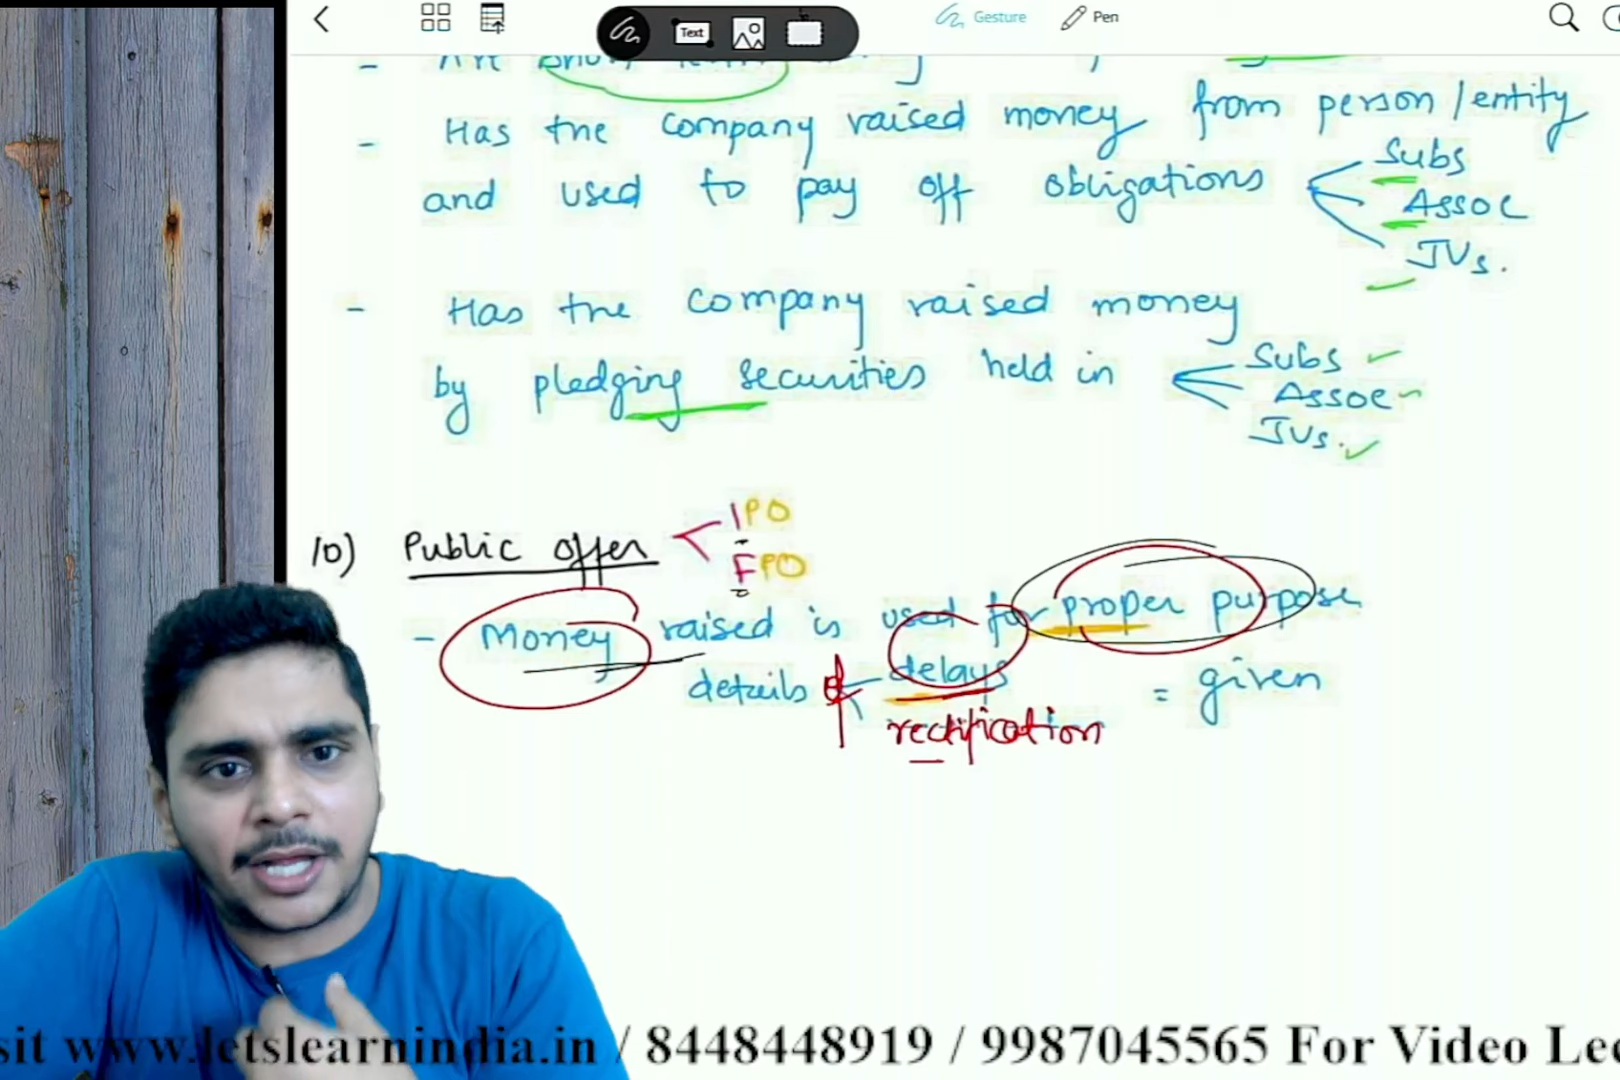 Text
Gesture
Pen
- Has the company raised money from person/entity
and used to pay off obligations
Subs
Assoc
JVs.
- Has the company raised money
by pledging securities held in
Subs
Assoc
JVs.
10) Public offer
IPO
FPO
- Money raised is used for proper purpose
details delays = given
rectification
sit www.letslearnindia.in / 8448448919 / 9987045565 For Video Lec